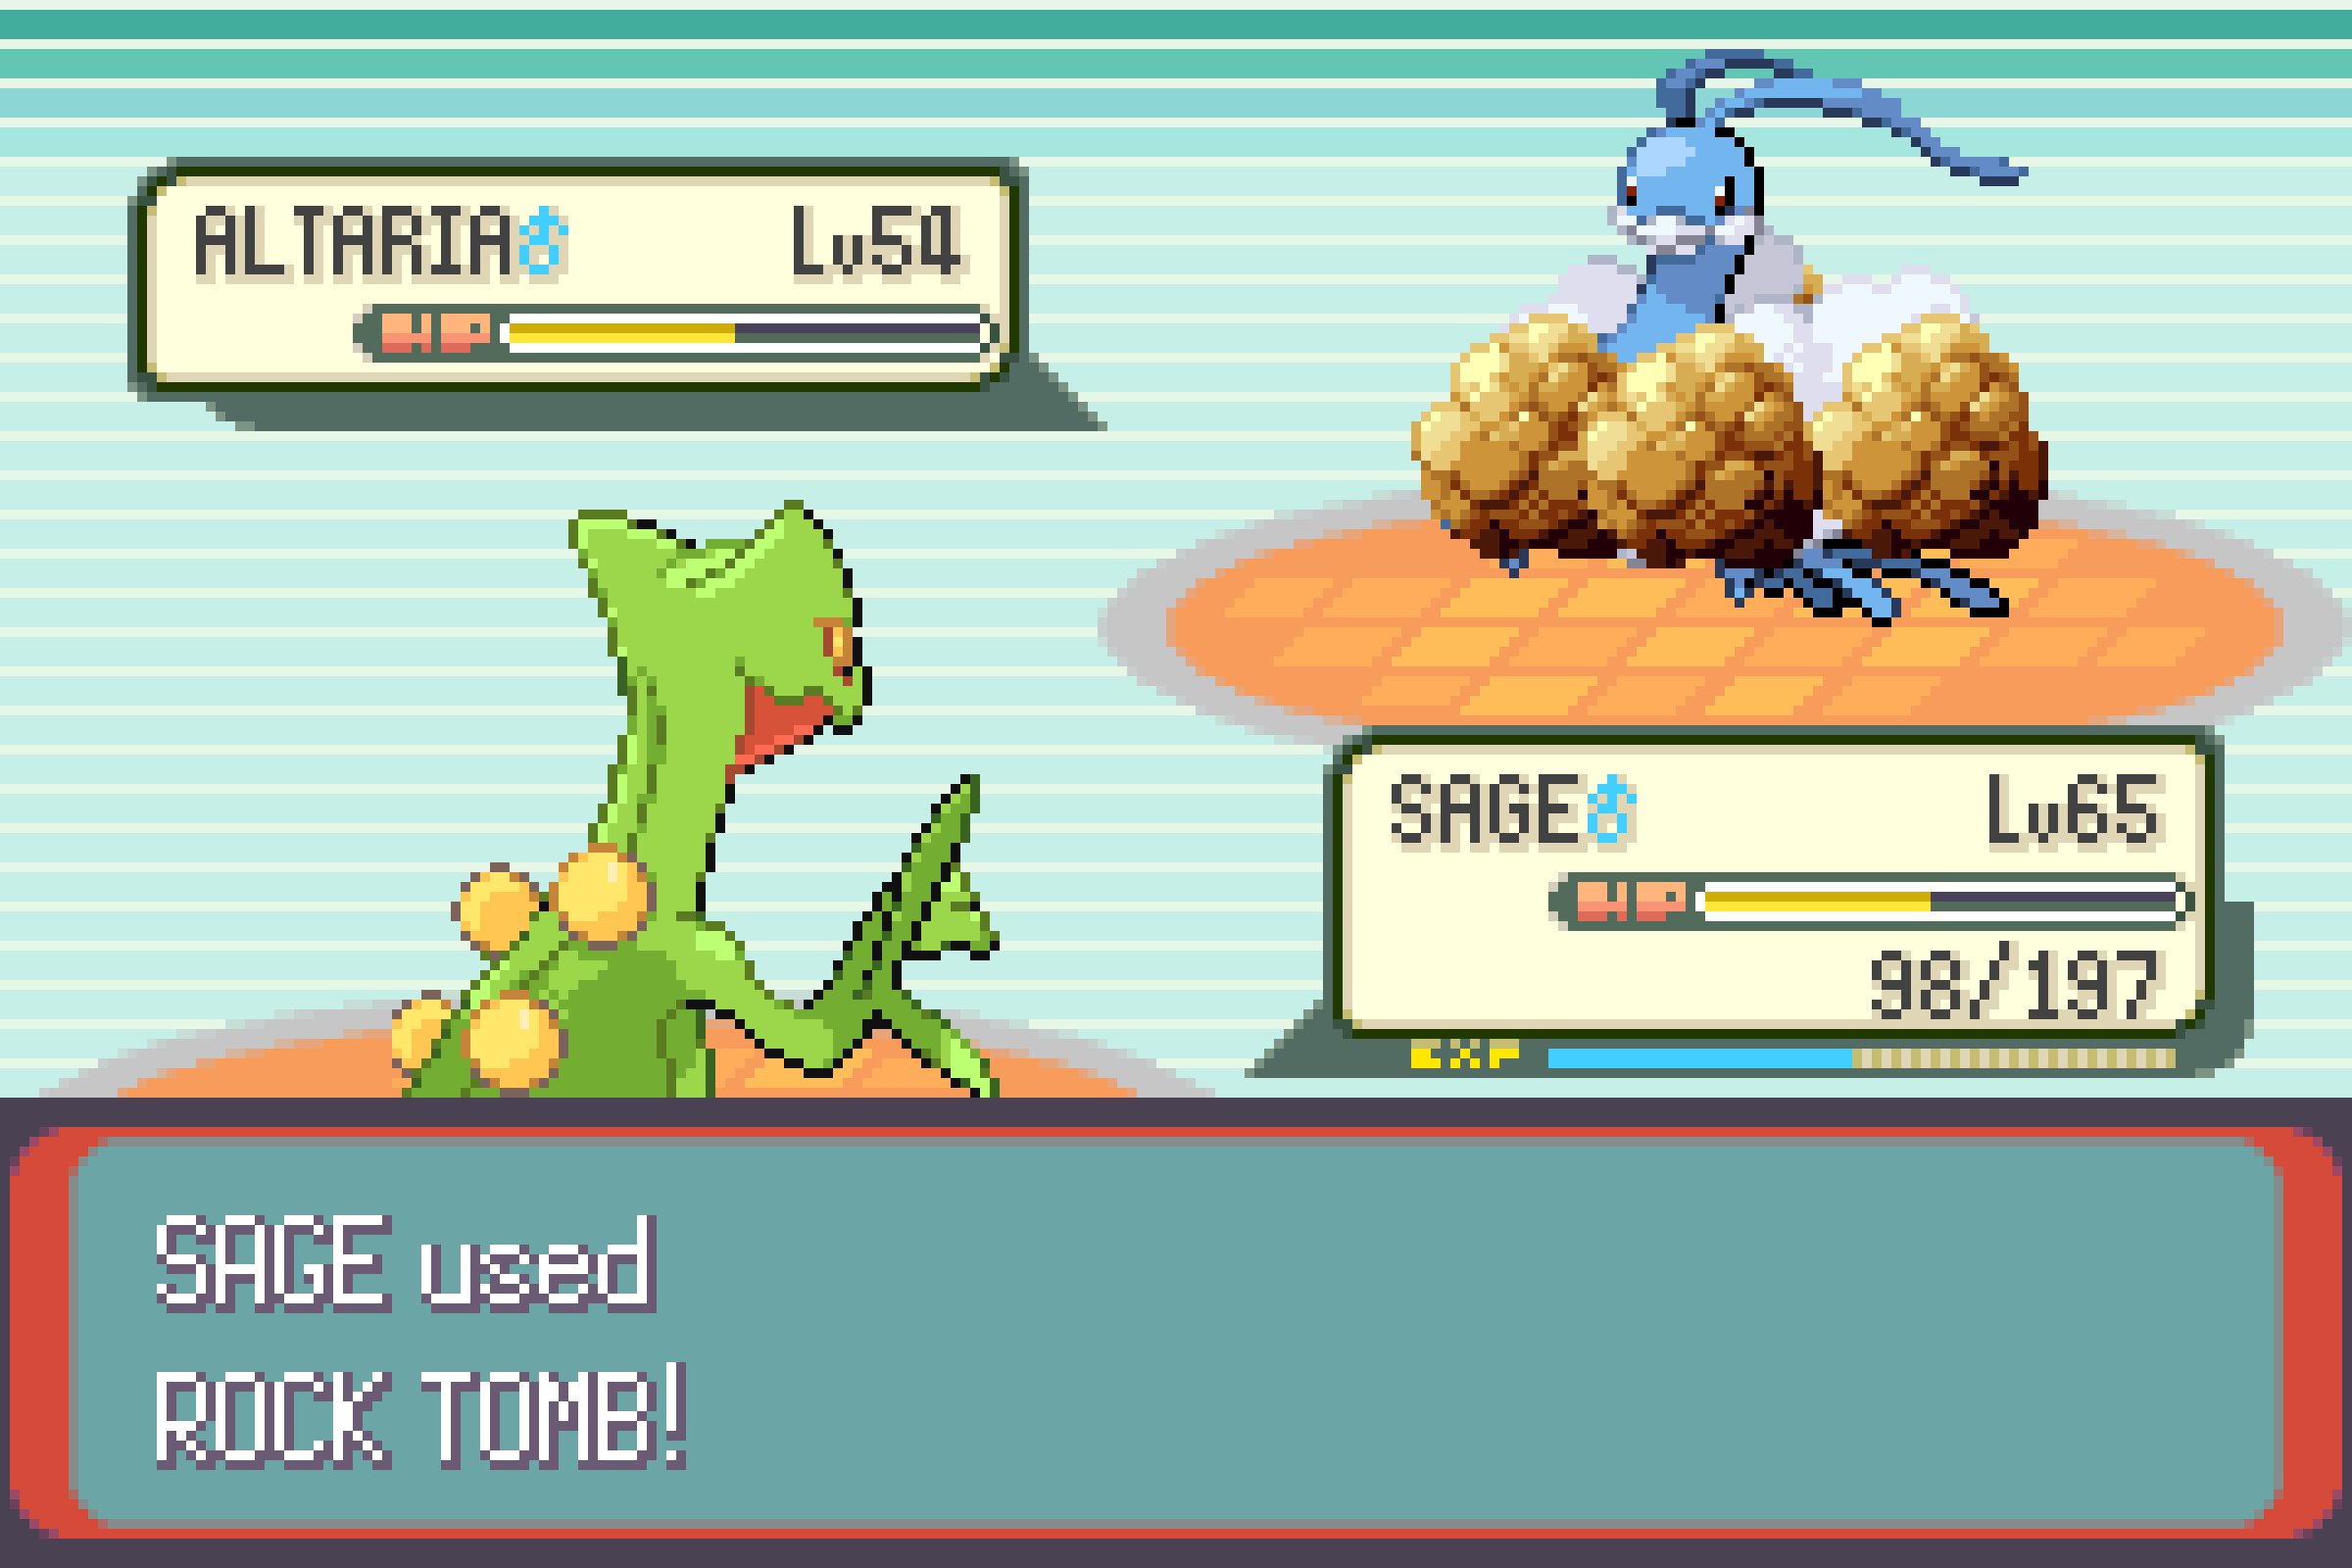 ALTARIA♂ Lv54
HP
SAGE♂ Lv65
HP
98/197
EXP
SAGE used
ROCK TOMB!